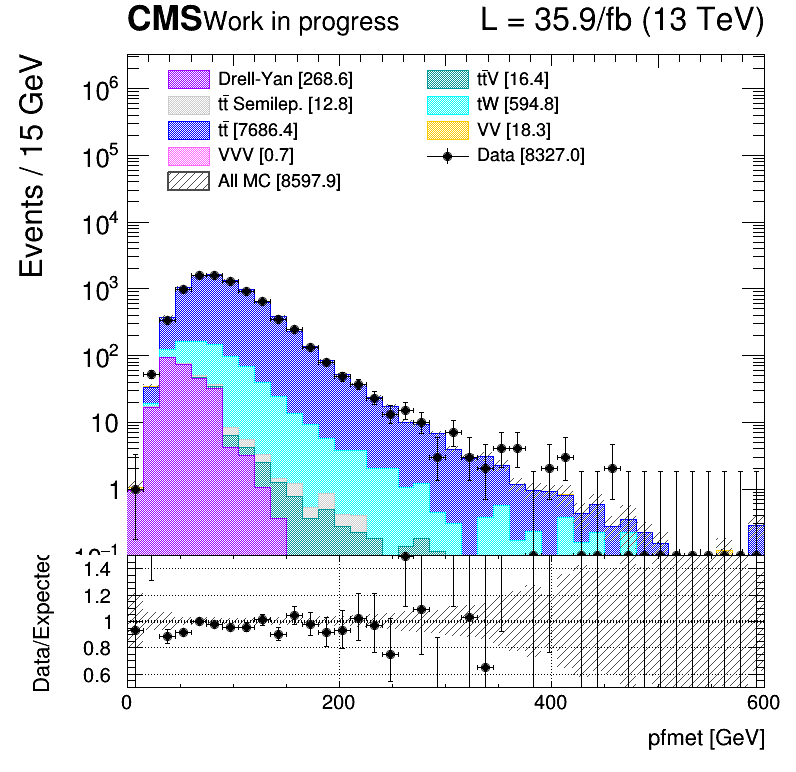 CMS Work in progress L = 35.9/fb (13 TeV)
Events / 15 GeV
Drell-Yan [268.6] tt̄V [16.4]
tt̄ Semilep. [12.8] tW [594.8]
tt̄ [7686.4] VV [18.3]
VVV [0.7] Data [8327.0]
All MC [8597.9]
10⁶
10⁵
10⁴
10³
10²
10
1
10⁻¹
Data/Expected
1.4
1.2
1
0.8
0.6
0 200 400 600
pfmet [GeV]